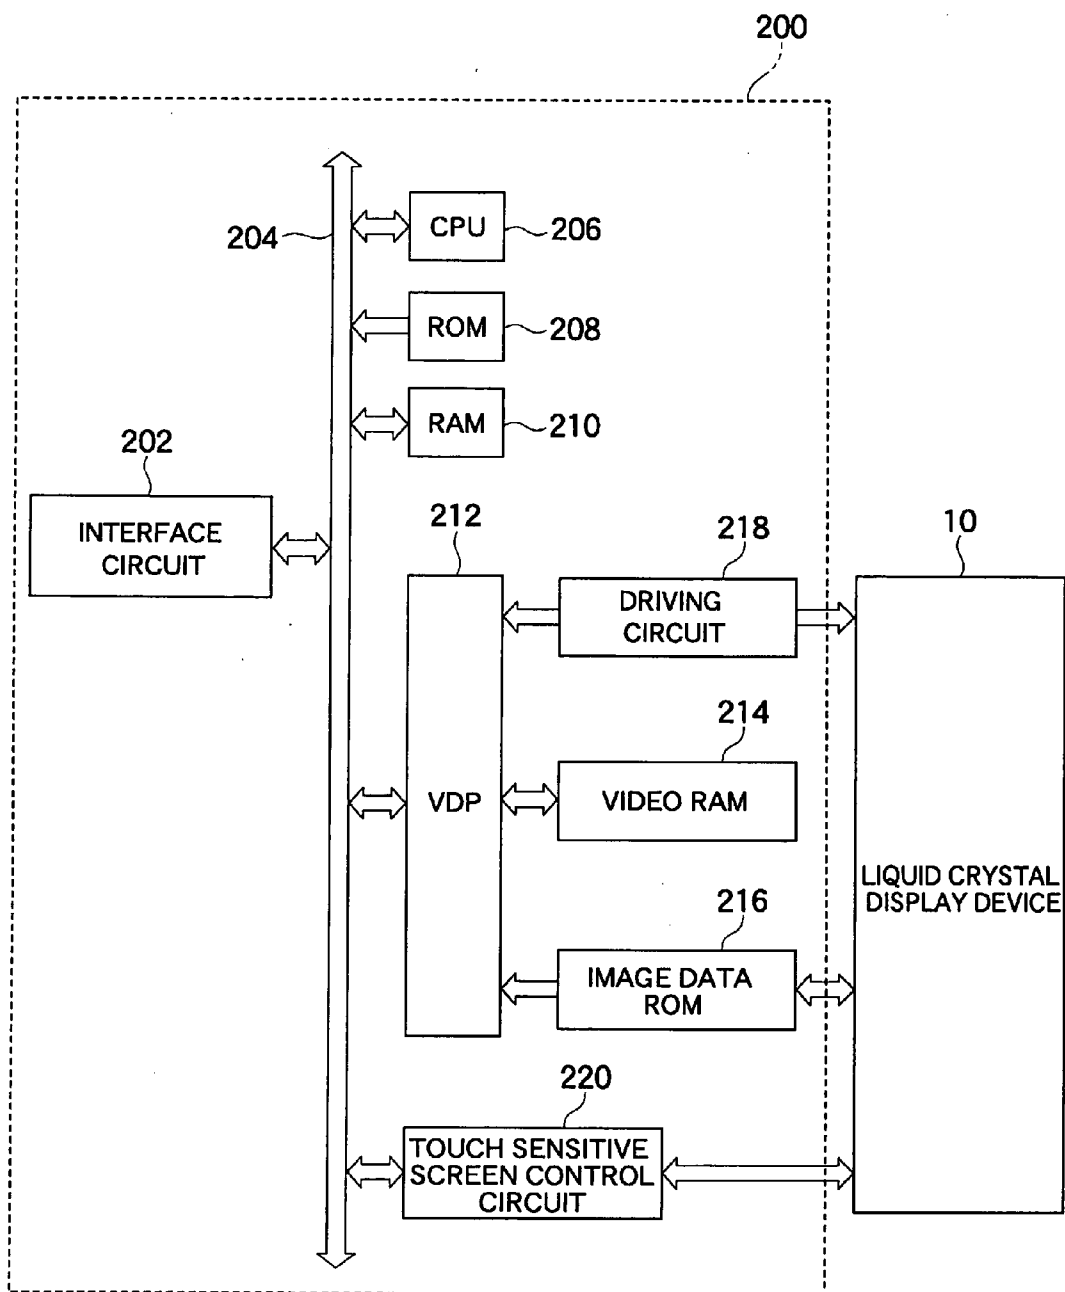 200
204
CPU
206
ROM
208
RAM
210
202
INTERFACE
CIRCUIT
212
218
10
DRIVING
CIRCUIT
214
VDP
VIDEO RAM
LIQUID CRYSTAL
DISPLAY DEVICE
216
IMAGE DATA
ROM
220
TOUCH SENSITIVE
SCREEN CONTROL
CIRCUIT